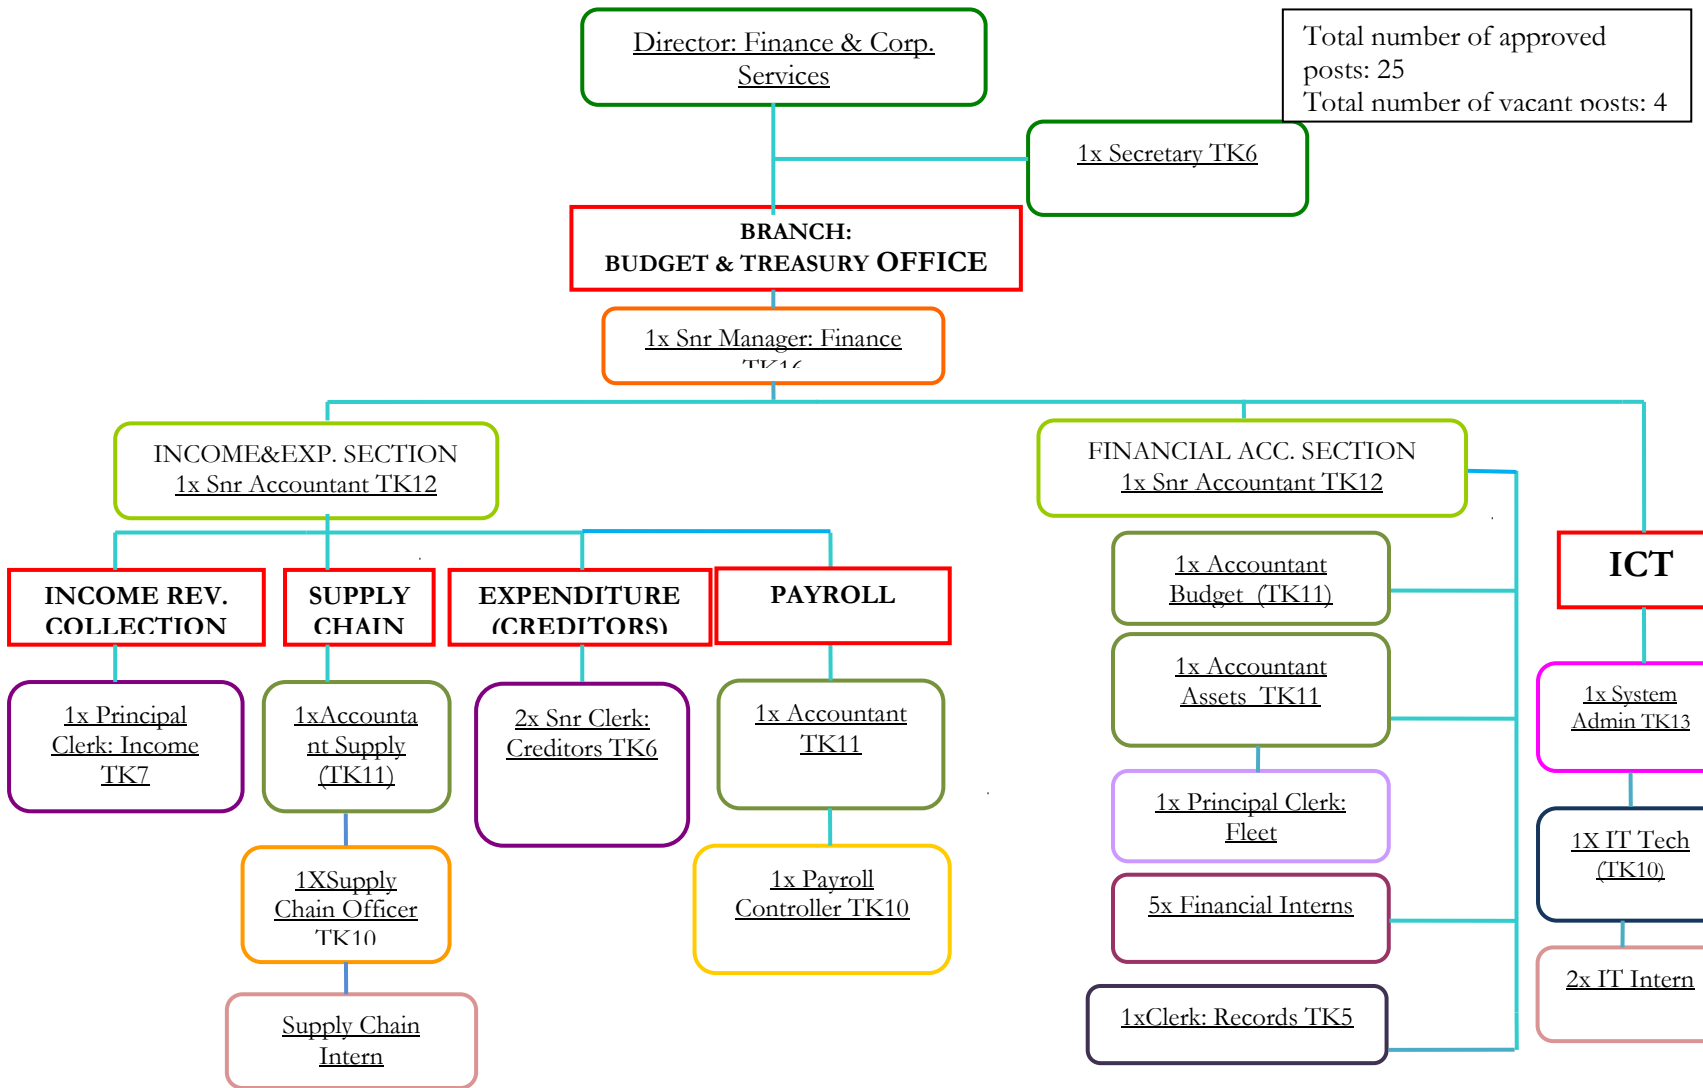 Director: Finance & Corp.
Services
Total number of approved
posts: 25
Total number of vacant posts: 4
1x Secretary TK6
BRANCH:
BUDGET & TREASURY OFFICE
1x Snr Manager: Finance
TK16
INCOME&EXP. SECTION
1x Snr Accountant TK12
FINANCIAL ACC. SECTION
1x Snr Accountant TK12
INCOME REV.
COLLECTION
SUPPLY
CHAIN
EXPENDITURE
(CREDITORS)
PAYROLL
1x Accountant
Budget (TK11)
ICT
1x Principal
Clerk: Income
TK7
1xAccounta
nt Supply
(TK11)
2x Snr Clerk:
Creditors TK6
1x Accountant
TK11
1x Accountant
Assets TK11
1x System
Admin TK13
1x Principal Clerk:
Fleet
1X IT Tech
(TK10)
1XSupply
Chain Officer
TK10
1x Payroll
Controller TK10
5x Financial Interns
2x IT Intern
Supply Chain
Intern
1xClerk: Records TK5